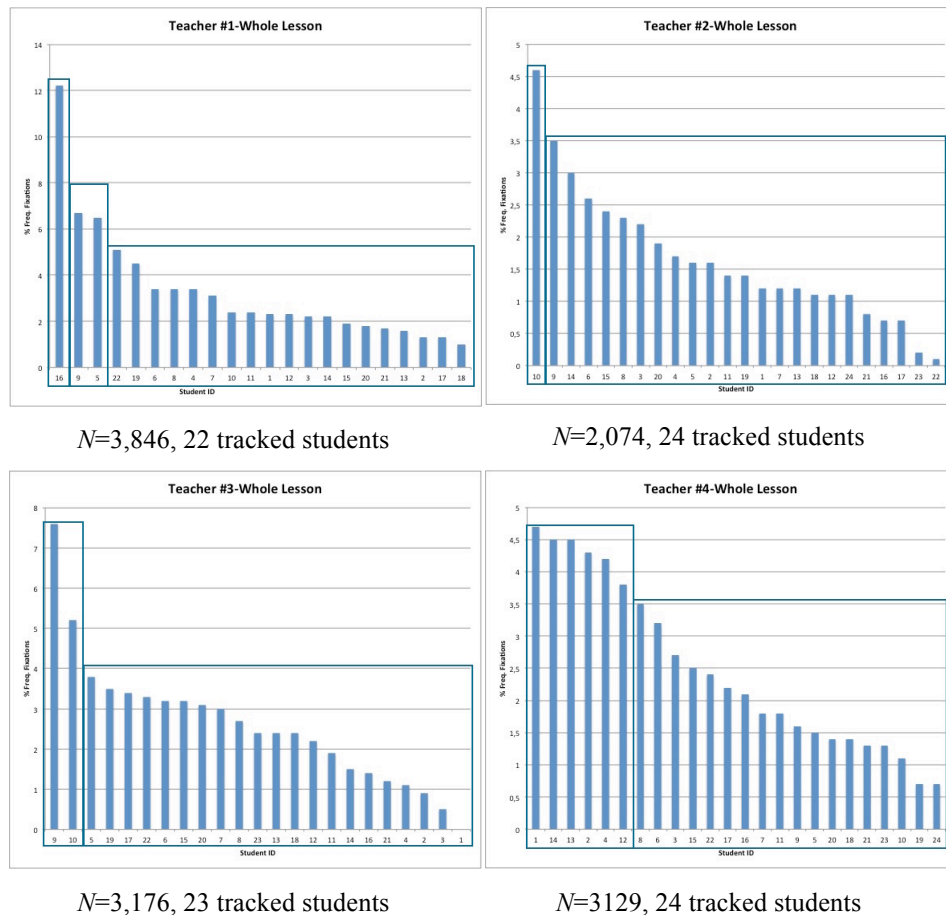 Teacher #1-Whole Lesson
14
12
10
8
6
4
2
0
% Freq. Fixations
16 9 5 22 19 6 8 4 7 10 11 1 12 3 14 15 20 21 13 2 17 18
Student ID
N=3,846, 22 tracked students
Teacher #2-Whole Lesson
5
4,5
4
3,5
3
2,5
2
1,5
1
0,5
0
% Freq. Fixations
10 9 14 6 15 8 3 20 4 5 2 11 19 1 7 13 18 12 24 21 16 17 23 22
Student ID
N=2,074, 24 tracked students
Teacher #3-Whole Lesson
8
7
6
5
4
3
2
1
0
% Freq. Fixations
9 10 5 19 17 22 6 15 20 7 8 23 13 18 12 11 14 16 21 4 2 3 1
Student ID
N=3,176, 23 tracked students
Teacher #4-Whole Lesson
5
4,5
4
3,5
3
2,5
2
1,5
1
0,5
0
% Freq. Fixations
1 14 13 2 4 12 8 6 3 15 22 17 16 7 11 9 5 20 18 21 23 10 19 24
Student ID
N=3129, 24 tracked students